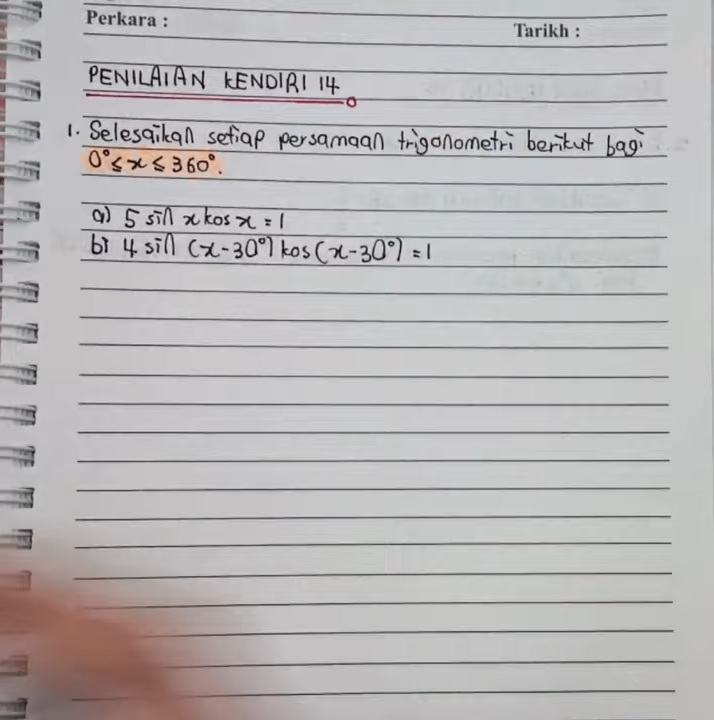 Perkara :
Tarikh :
PENILAIAN KENDIRI 14
1. Selesaikan setiap persamaan trigonometri berikut bagi
0° ≤ x ≤ 360°.
a) 5 sin x kos x = 1
b) 4 sin (x-30°) kos (x-30°) = 1